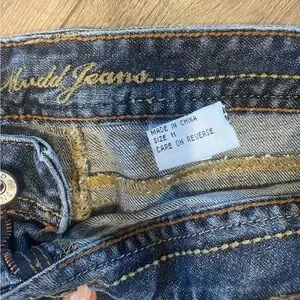 Mudd Jeans
MADE IN CHINA
SIZE 11
CARE ON REVERSE